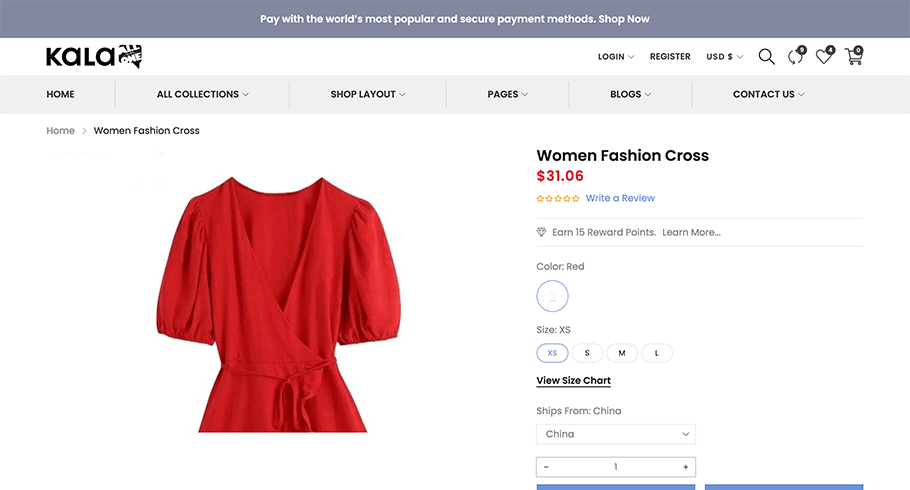 Pay with the world's most popular and secure payment methods. Shop Now
KALA ONE
LOGIN REGISTER USD $ 9 4 0
HOME ALL COLLECTIONS SHOP LAYOUT PAGES BLOGS CONTACT US
Home > Women Fashion Cross
Women Fashion Cross
$31.06
Write a Review
Earn 15 Reward Points. Learn More...
Color: Red
Size: XS
XS S M L
View Size Chart
Ships From: China
China
- 1 +